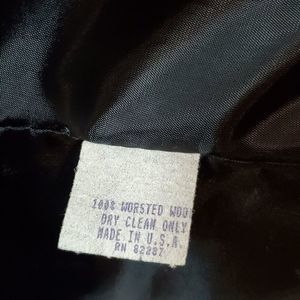 100% WORSTED WOO
DRY CLEAN ONLY
MADE IN U.S.A
RN 82287